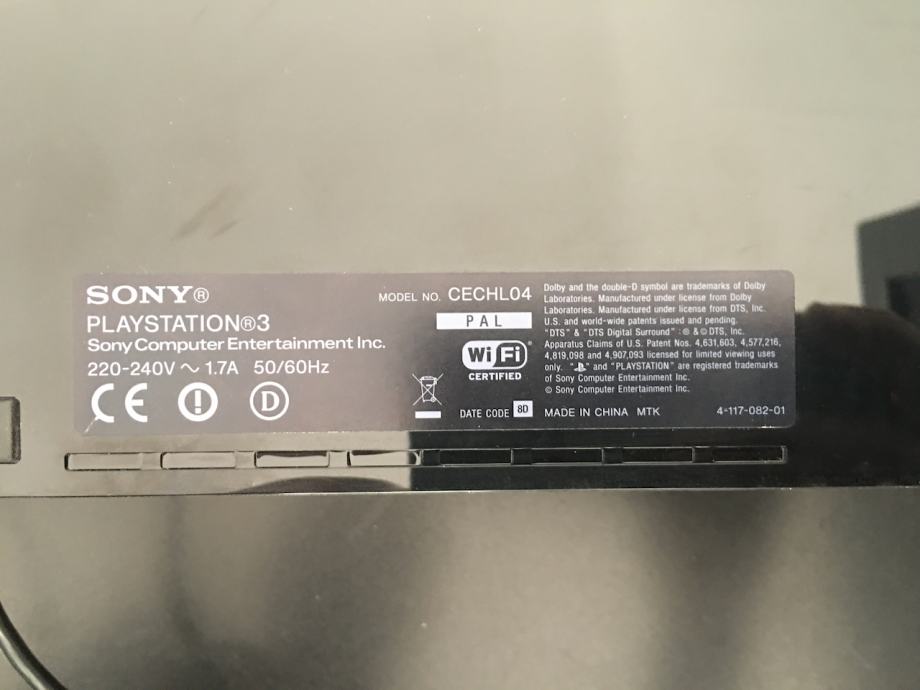 SONY®
PLAYSTATION®3
Sony Computer Entertainment Inc.
220-240V ∼ 1.7A 50/60Hz
CE
D
MODEL NO. CECHL04
PAL
Wi Fi
CERTIFIED
DATE CODE 8D
Dolby and the double-D symbol are trademarks of Dolby
Laboratories. Manufactured under license from Dolby
Laboratories. Manufactured under license from DTS, Inc.
U.S. and world-wide patents issued and pending.
"DTS" & "DTS Digital Surround" : ® & © DTS, Inc.
Apparatus Claims of U.S. Patent Nos. 4,631,603, 4,577,216,
4,819,098 and 4,907,093 licensed for limited viewing uses
only. "PS" and "PLAYSTATION" are registered trademarks
of Sony Computer Entertainment Inc.
© Sony Computer Entertainment Inc.
MADE IN CHINA MTK 4-117-082-01